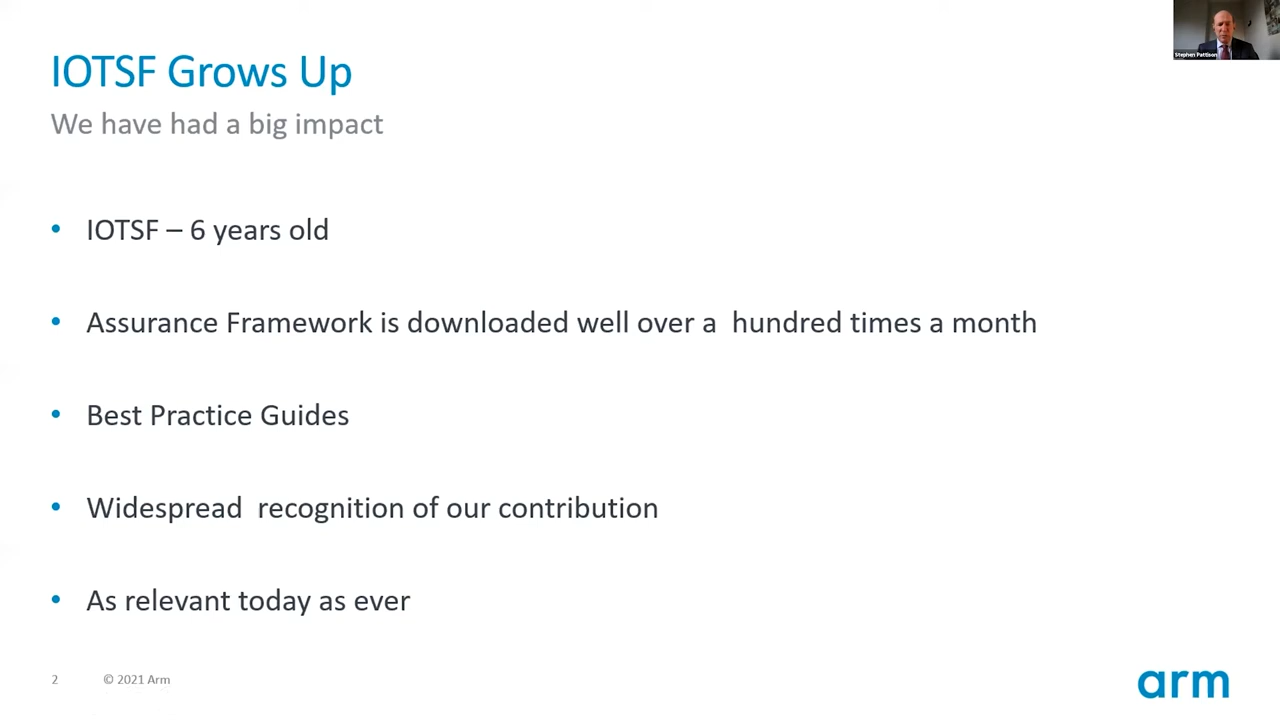 Stephen Pattison
IOTSF Grows Up
We have had a big impact
• IOTSF – 6 years old
• Assurance Framework is downloaded well over a  hundred times a month
• Best Practice Guides
• Widespread  recognition of our contribution
• As relevant today as ever
2 © 2021 Arm
arm